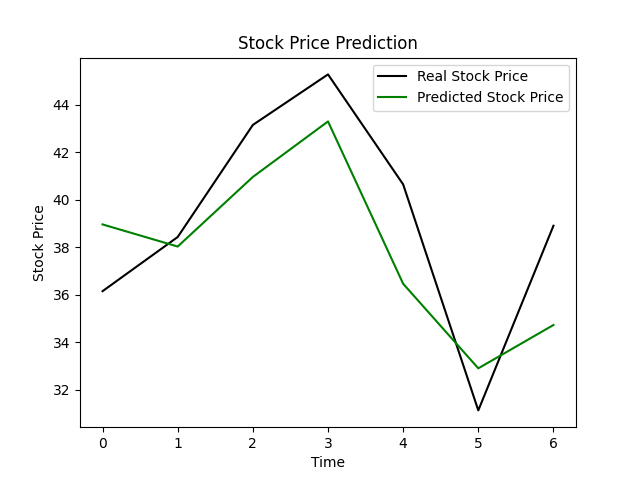 Stock Price Prediction
Real Stock Price
Predicted Stock Price
Stock Price
44
42
40
38
36
34
32
0 1 2 3 4 5 6
Time